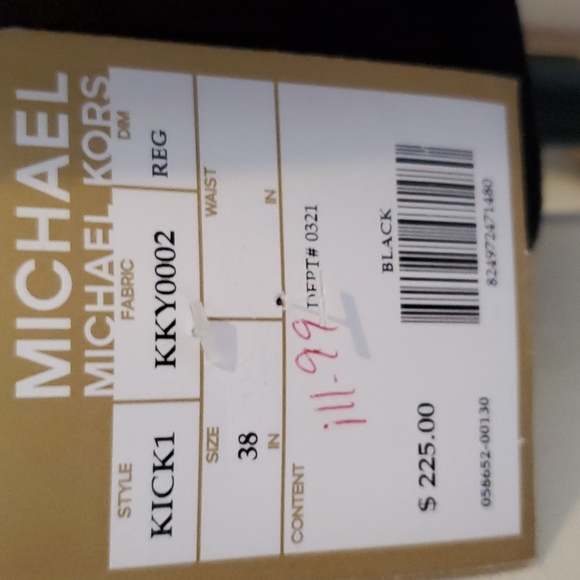 MICHAEL
MICHAEL KORS
STYLE FABRIC DIM
KICK1 KKY0002 REG
SIZE WAIST
38
IN IN
CONTENT
DEPT# 0321
111.99
BLACK
$ 225.00
824972471480
058652-00130